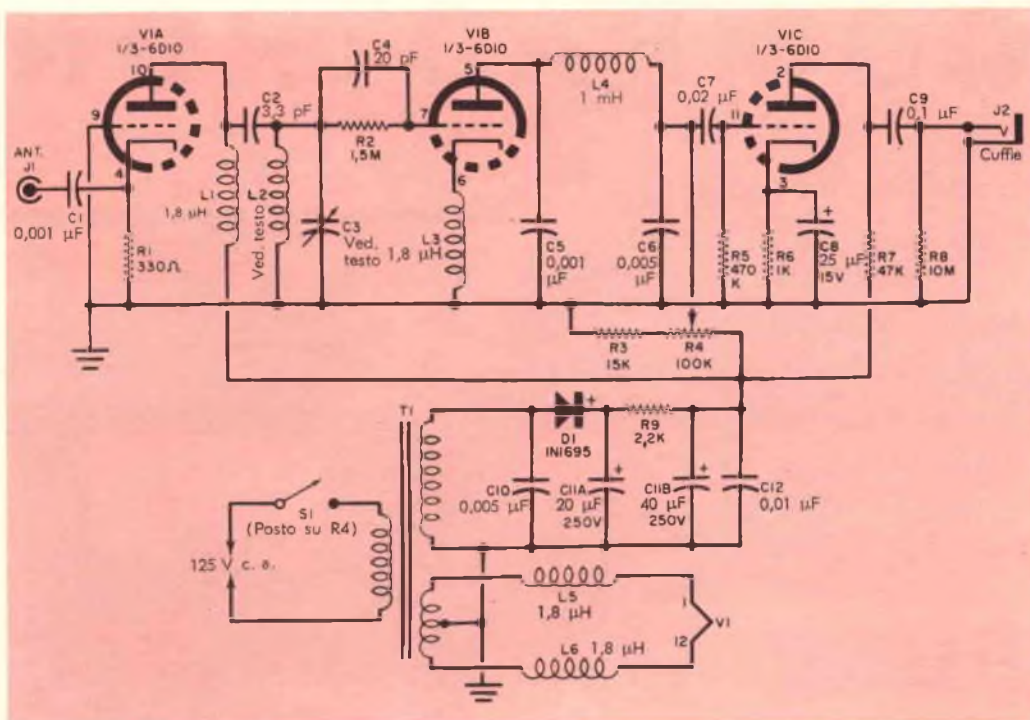 V1A
1/3-6D10
10
9
4
ANT.
J1
C1
0,001
µF
R1
330Ω
C2
3,3 pF
L1
1,8 µH
L2
Ved. testo
C4
20 pF
R2
1,5M
C3
Ved.
testo
V1B
1/3-6D10
5
7
6
L3
1,8 µH
L4
1 mH
C5
0,001
µF
C6
0,005
µF
C7
0,02 µF
V1C
1/3-6D10
2
11
3
R5
470
K
R6
1K
C8
25 µF
15V
R7
47K
R8
10M
C9
0,1 µF
J2
Cuffie
R3
15K
R4
100K
T1
D1
1N1695
R9
2,2K
C10
0,005 µF
C11A
20 µF
250V
C11B
40 µF
250V
C12
0,01 µF
S1
(Posto su R4)
125 V c. a.
L5
1,8 µH
L6 1,8 µH
1
12
V1